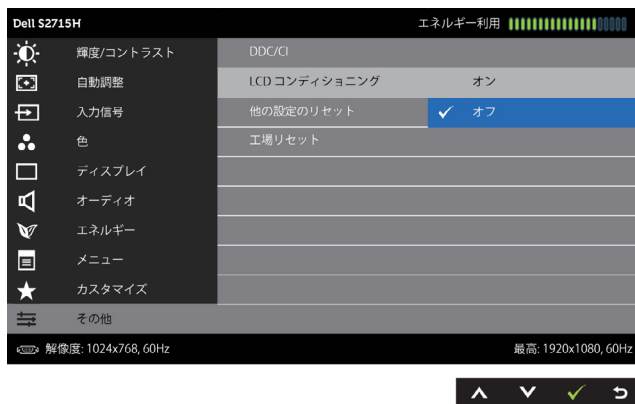 Dell S2715H
エネルギー利用
輝度/コントラスト
DDC/CI
自動調整
LCD コンディショニング
オン
入力信号
他の設定のリセット
オフ
色
工場リセット
ディスプレイ
オーディオ
エネルギー
メニュー
カスタマイズ
その他
解像度: 1024x768, 60Hz
最高: 1920x1080, 60Hz